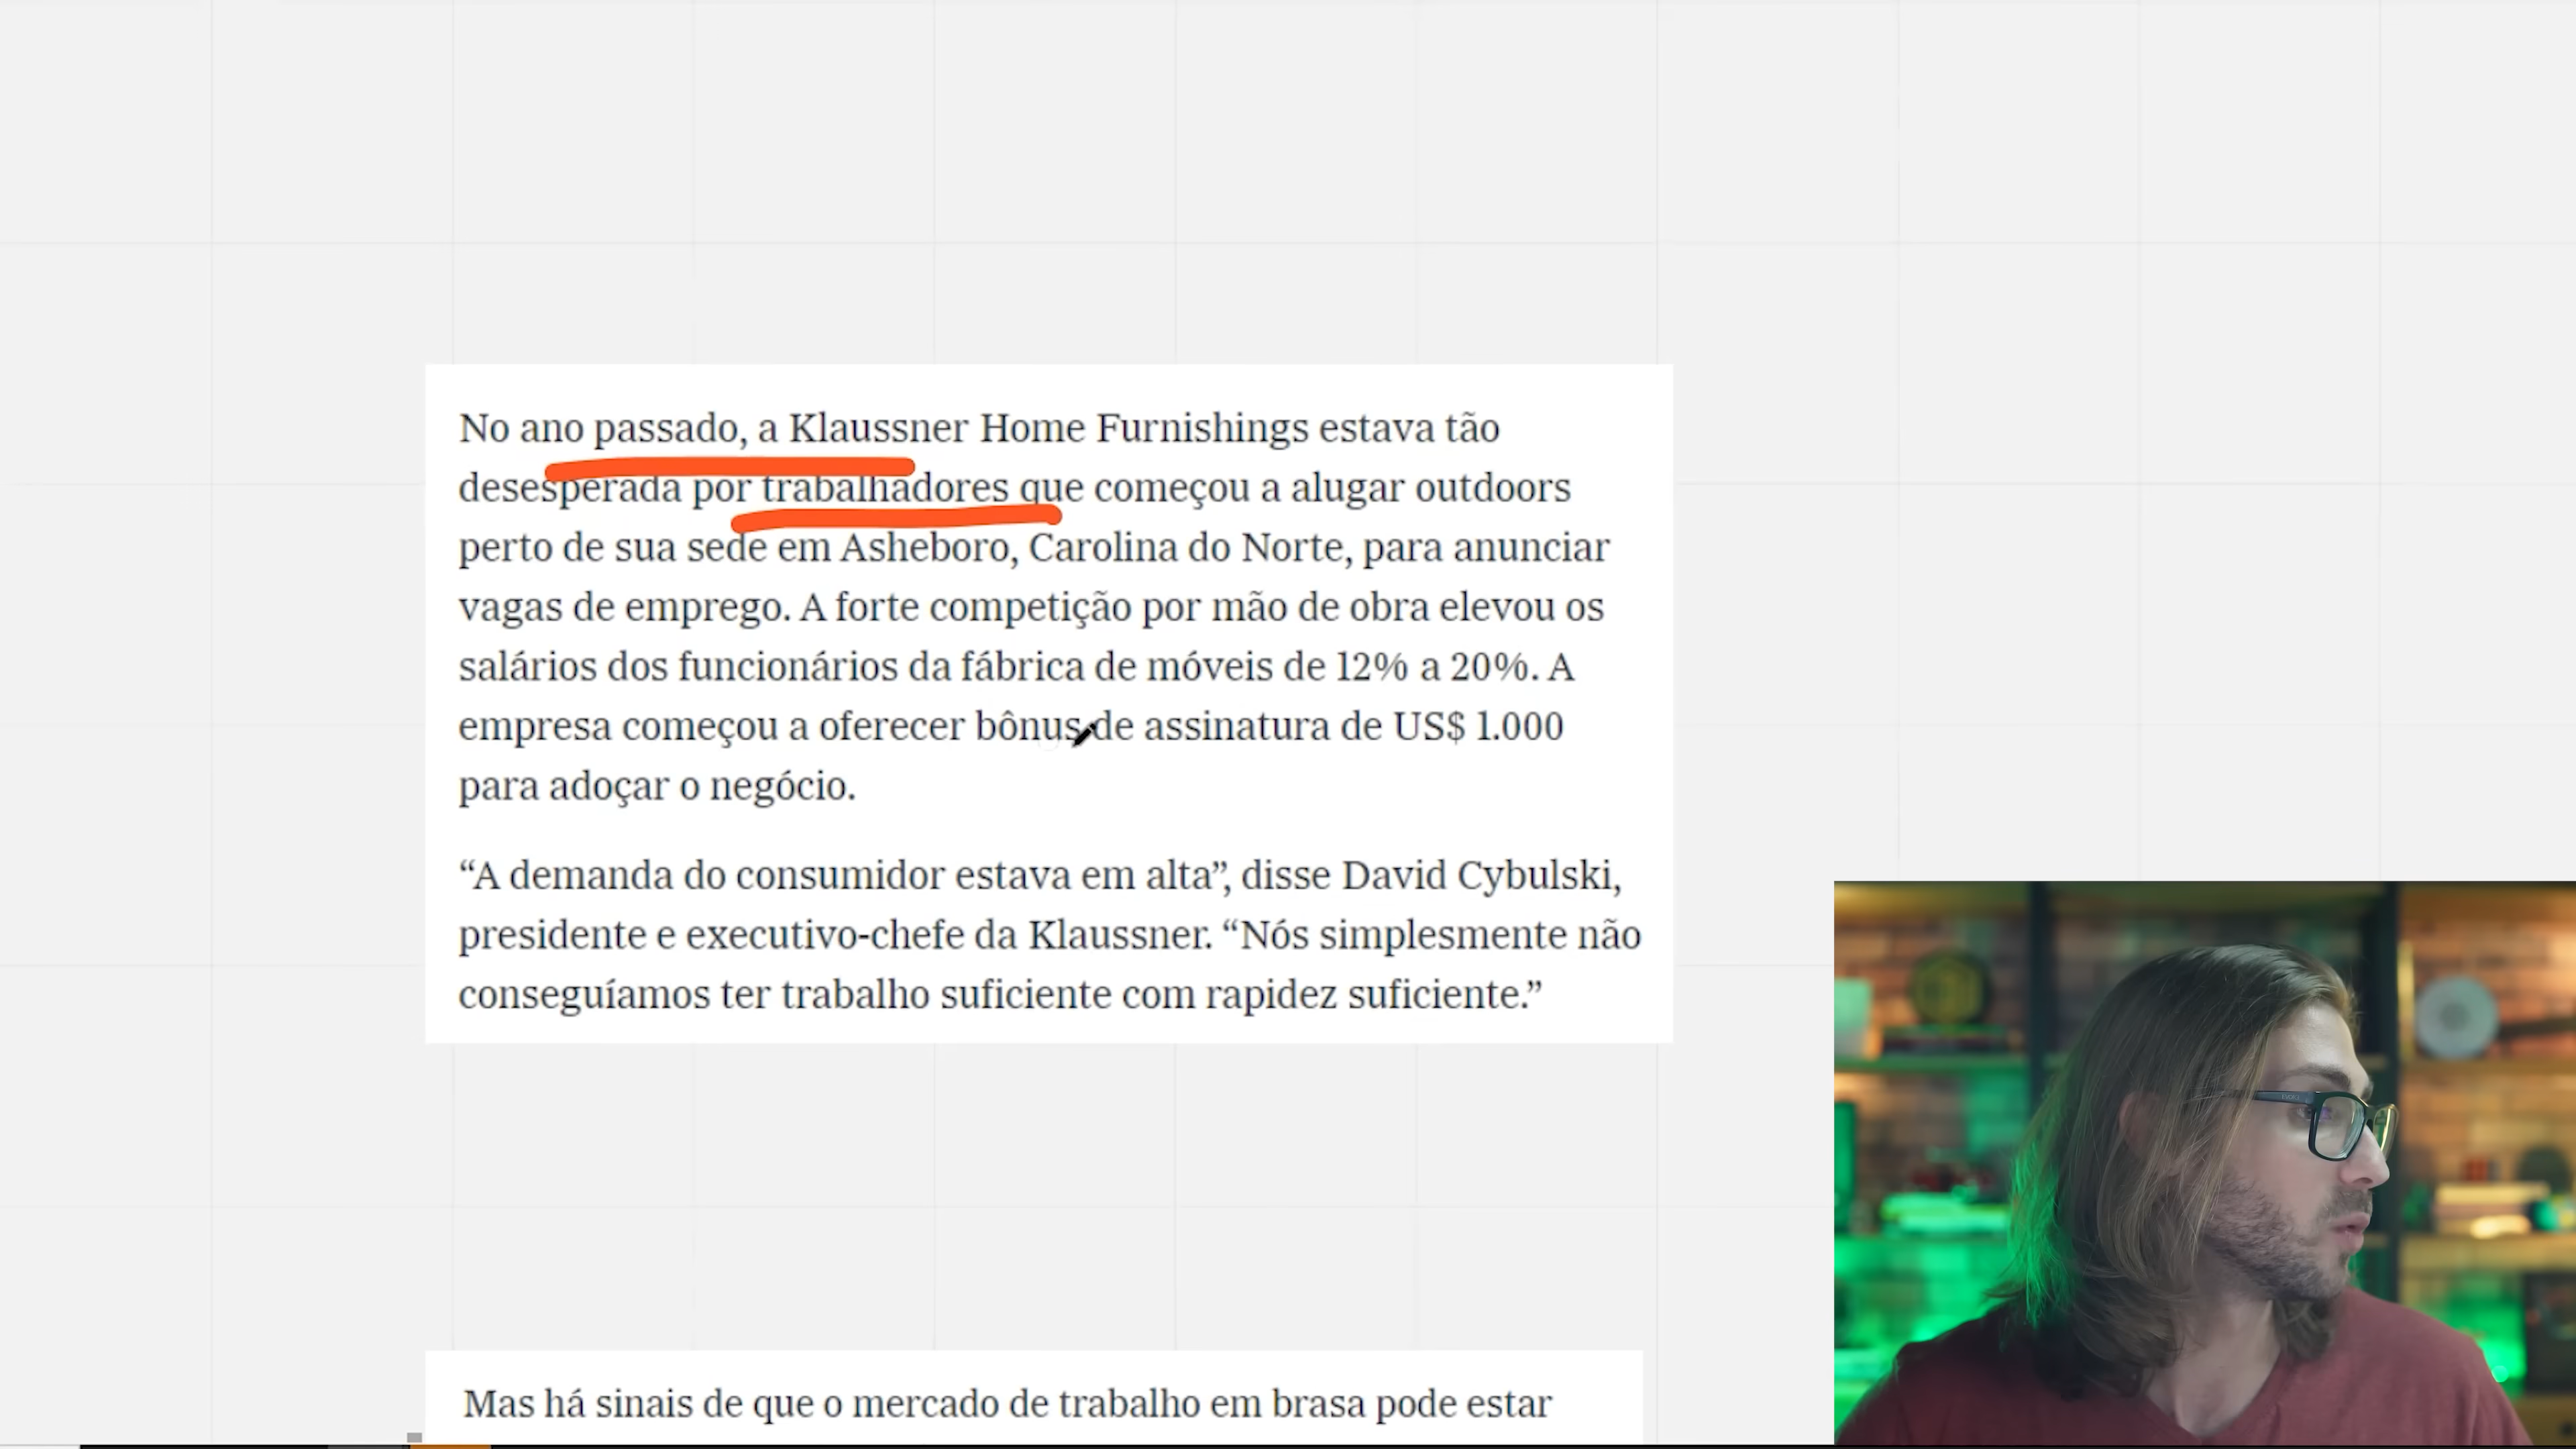 No ano passado, a Klaussner Home Furnishings estava tão
desesperada por trabalhadores que começou a alugar outdoors
perto de sua sede em Asheboro, Carolina do Norte, para anunciar
vagas de emprego. A forte competição por mão de obra elevou os
salários dos funcionários da fábrica de móveis de 12% a 20%. A
empresa começou a oferecer bônus de assinatura de US$ 1.000
para adoçar o negócio.
“A demanda do consumidor estava em alta”, disse David Cybulski,
presidente e executivo-chefe da Klaussner. “Nós simplesmente não
conseguíamos ter trabalho suficiente com rapidez suficiente.”
Mas há sinais de que o mercado de trabalho em brasa pode estar